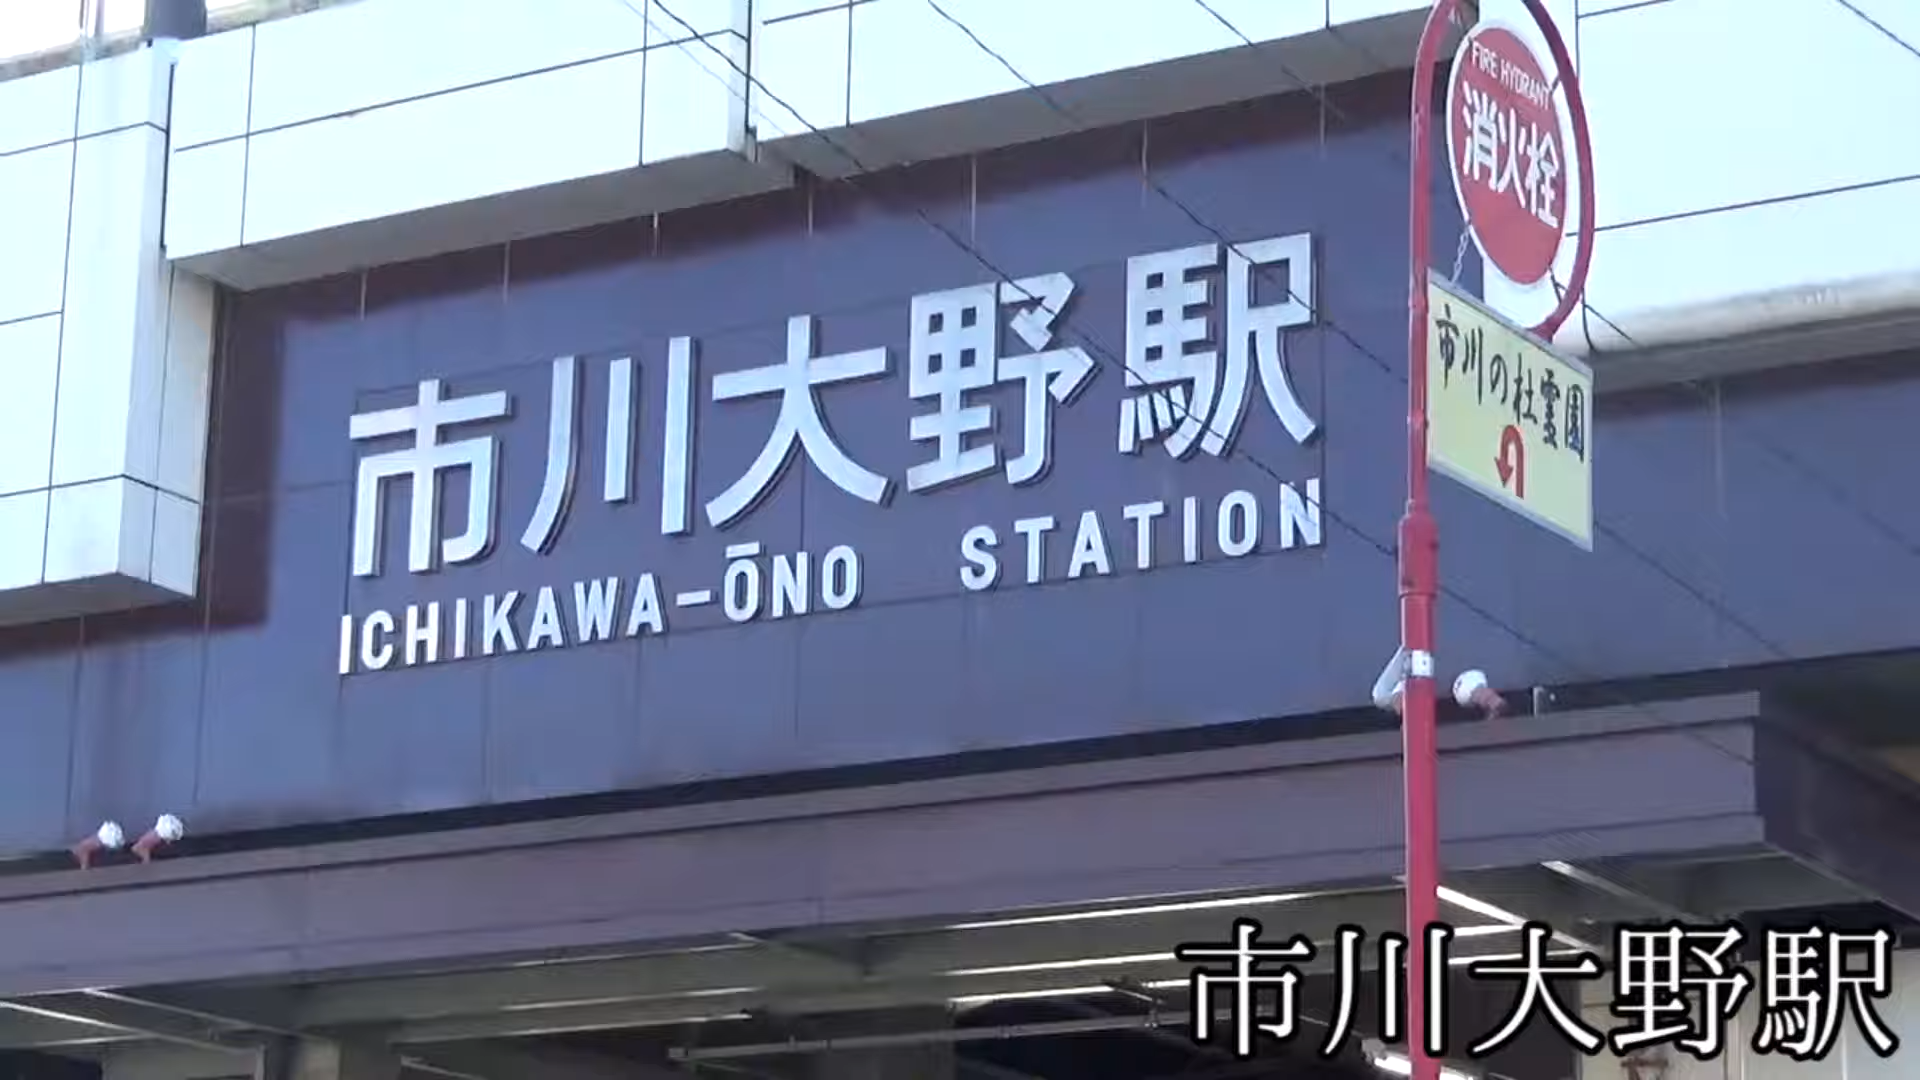 市川大野駅
ICHIKAWA-ŌNO STATION
FIRE HYDRANT
消火栓
市川の杜霊園
市川大野駅